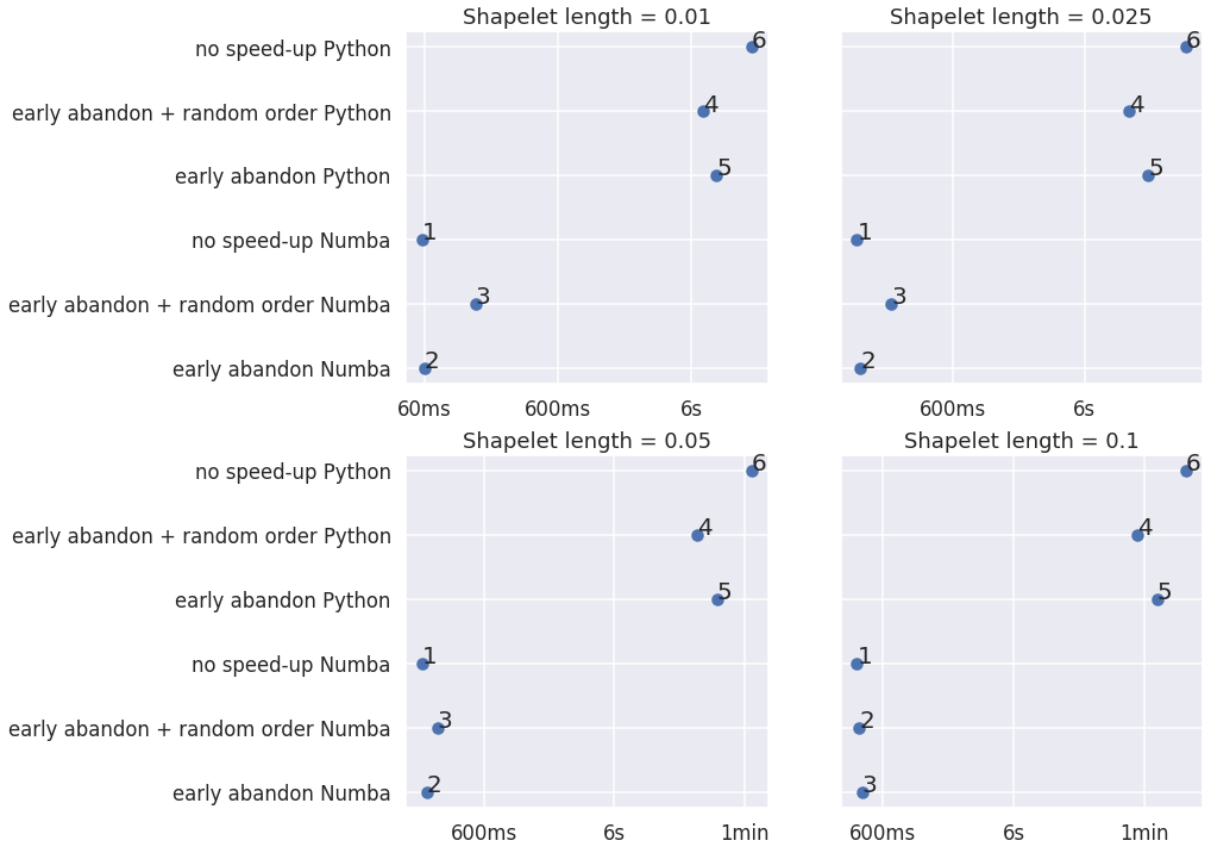 Shapelet length = 0.01
Shapelet length = 0.025
no speed-up Python
6
6
early abandon + random order Python
4
4
early abandon Python
5
5
no speed-up Numba
1
1
early abandon + random order Numba
3
3
early abandon Numba
2
2
60ms 600ms 6s
600ms 6s
Shapelet length = 0.05
Shapelet length = 0.1
no speed-up Python
6
6
early abandon + random order Python
4
4
early abandon Python
5
5
no speed-up Numba
1
1
early abandon + random order Numba
3
2
early abandon Numba
2
3
600ms 6s 1min
600ms 6s 1min